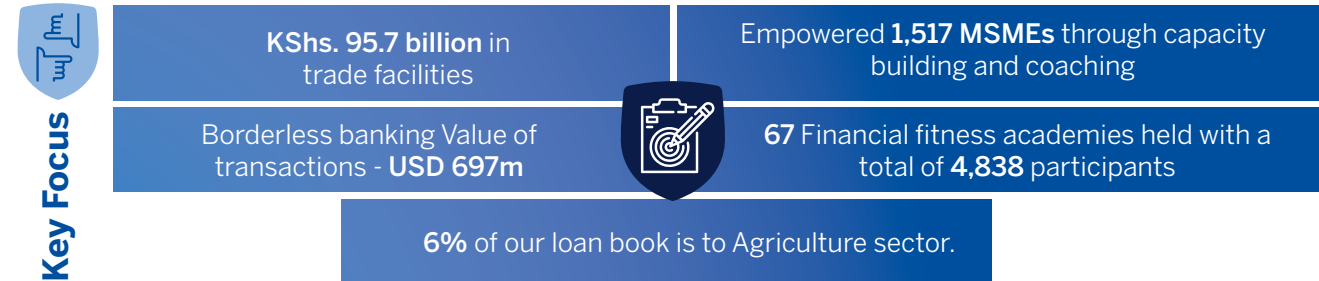 Key Focus
KShs. 95.7 billion in
trade facilities
Empowered 1,517 MSMEs through capacity
building and coaching
Borderless banking Value of
transactions - USD 697m
67 Financial fitness academies held with a
total of 4,838 participants
6% of our loan book is to Agriculture sector.